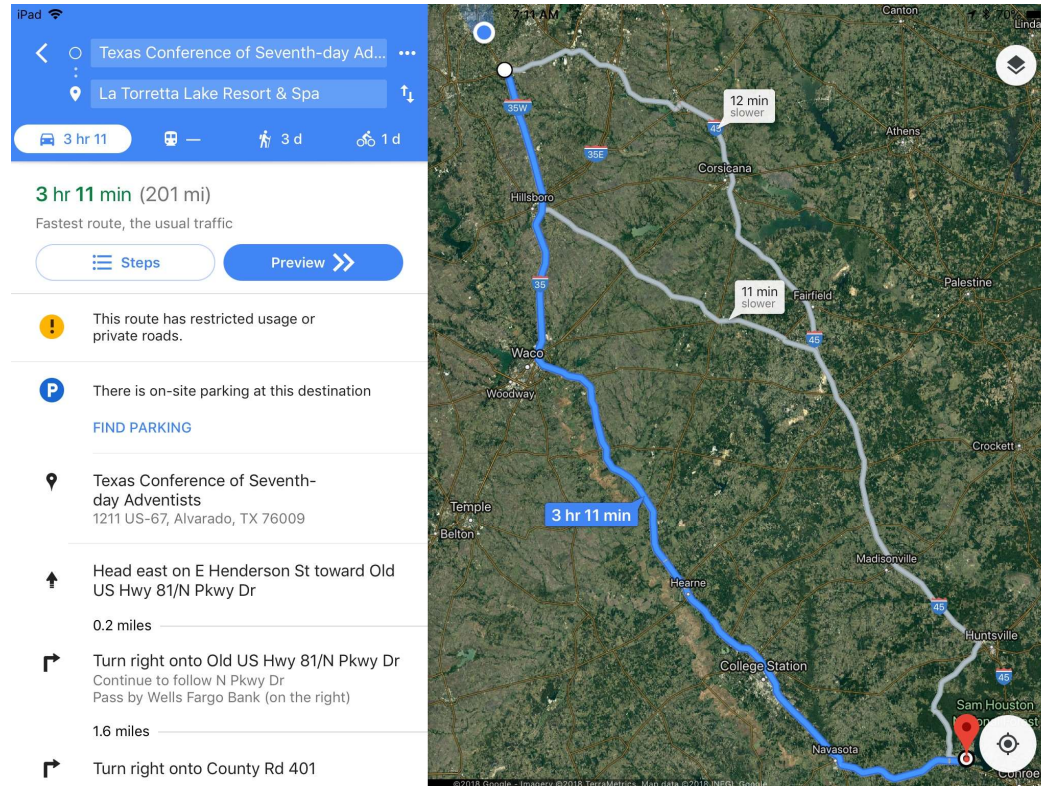 iPad
7:11 AM
70%
Texas Conference of Seventh-day Ad...
La Torretta Lake Resort & Spa
3 hr 11
—
3 d
1 d
3 hr 11 min (201 mi)
Fastest route, the usual traffic
Steps
Preview
This route has restricted usage or
private roads.
P
There is on-site parking at this destination
FIND PARKING
Texas Conference of Seventh-
day Adventists
1211 US-67, Alvarado, TX 76009
Head east on E Henderson St toward Old
US Hwy 81/N Pkwy Dr
0.2 miles
Turn right onto Old US Hwy 81/N Pkwy Dr
Continue to follow N Pkwy Dr
Pass by Wells Fargo Bank (on the right)
1.6 miles
Turn right onto County Rd 401
Canton
Linda
35W
12 min
slower
45
Athens
35E
Corsicana
Hillsboro
35
11 min
slower
Fairfield
Palestine
45
Waco
Woodway
Crockett
Temple
3 hr 11 min
Belton
Madisonville
Hearne
45
Huntsville
College Station
45
Sam Houston
Navasota
Conroe
©2018 Google - Imagery ©2018 TerraMetrics, Map data ©2018 INEGI, Google